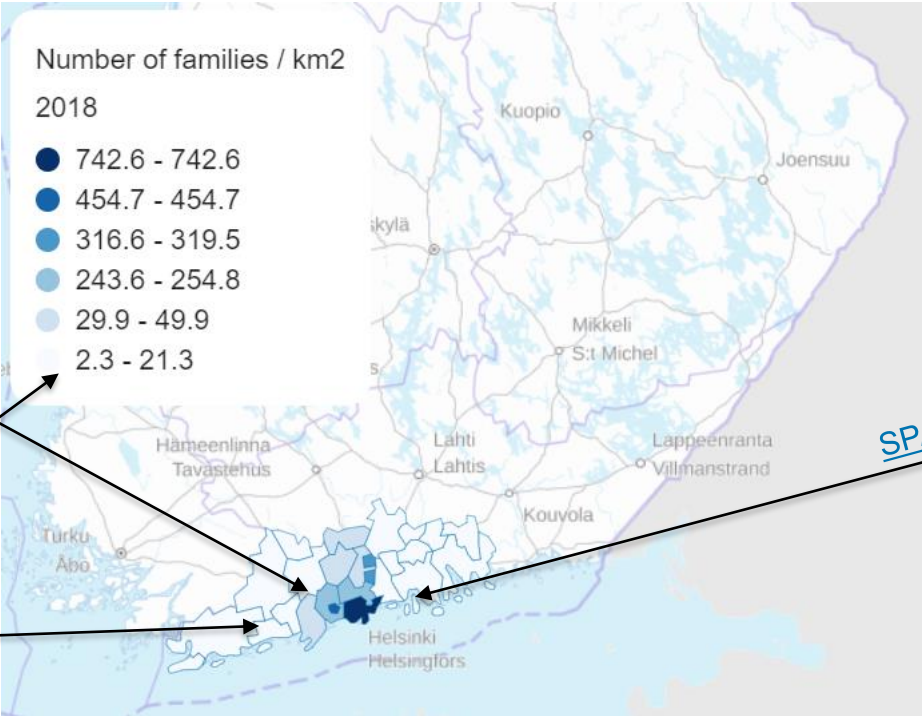 Number of families / km2
2018
742.6 - 742.6
454.7 - 454.7
316.6 - 319.5
243.6 - 254.8
29.9 - 49.9
2.3 - 21.3
Kuopio
Joensuu
skylä
Mikkeli
S:t Michel
Hämeenlinna
Tavastehus
Lahti
Lahtis
Lappeenranta
Villmanstrand
SP
Kouvola
Turku
Åbo
Helsinki
Helsingfors